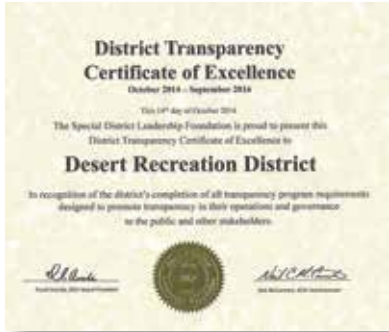 District Transparency
Certificate of Excellence
October 2014 – September 2016
This 14th day of October 2014
The Special District Leadership Foundation is proud to present this
District Transparency Certificate of Excellence to
Desert Recreation District
In recognition of the district's completion of all transparency program requirements
designed to promote transparency in their operations and governance
to the public and other stakeholders.